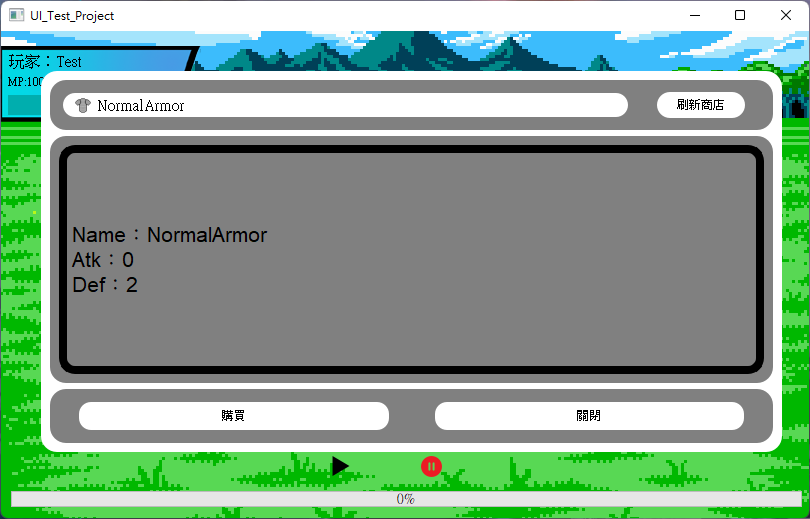 UI_Test_Project
玩家：Test
MP:100
NormalArmor
刷新商店
Name：NormalArmor
Atk：0
Def：2
購買
關閉
0%